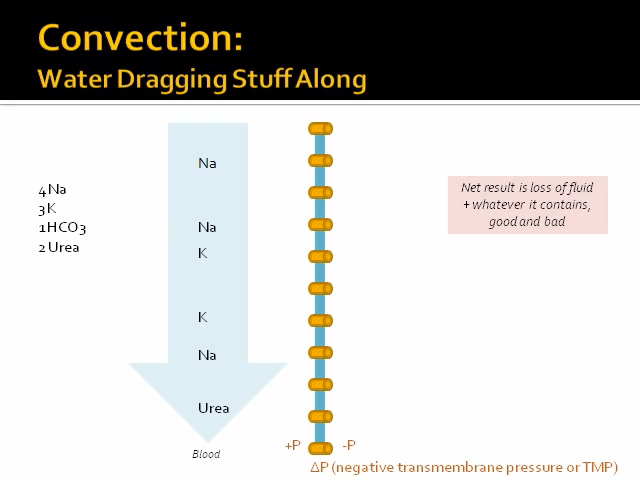 Convection:
Water Dragging Stuff Along
4 Na
3 K
1 HCO3
2 Urea
Na
Na
K
K
Na
Urea
Blood
Net result is loss of fluid
+ whatever it contains,
good and bad
+P
-P
ΔP (negative transmembrane pressure or TMP)